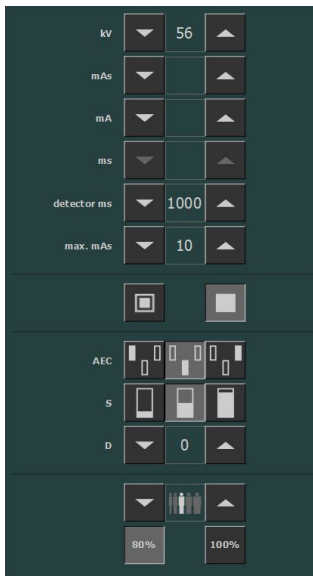 kV 56
mAs
mA
ms
detector ms 1000
max. mAs 10
AEC
S
D 0
80% 100%